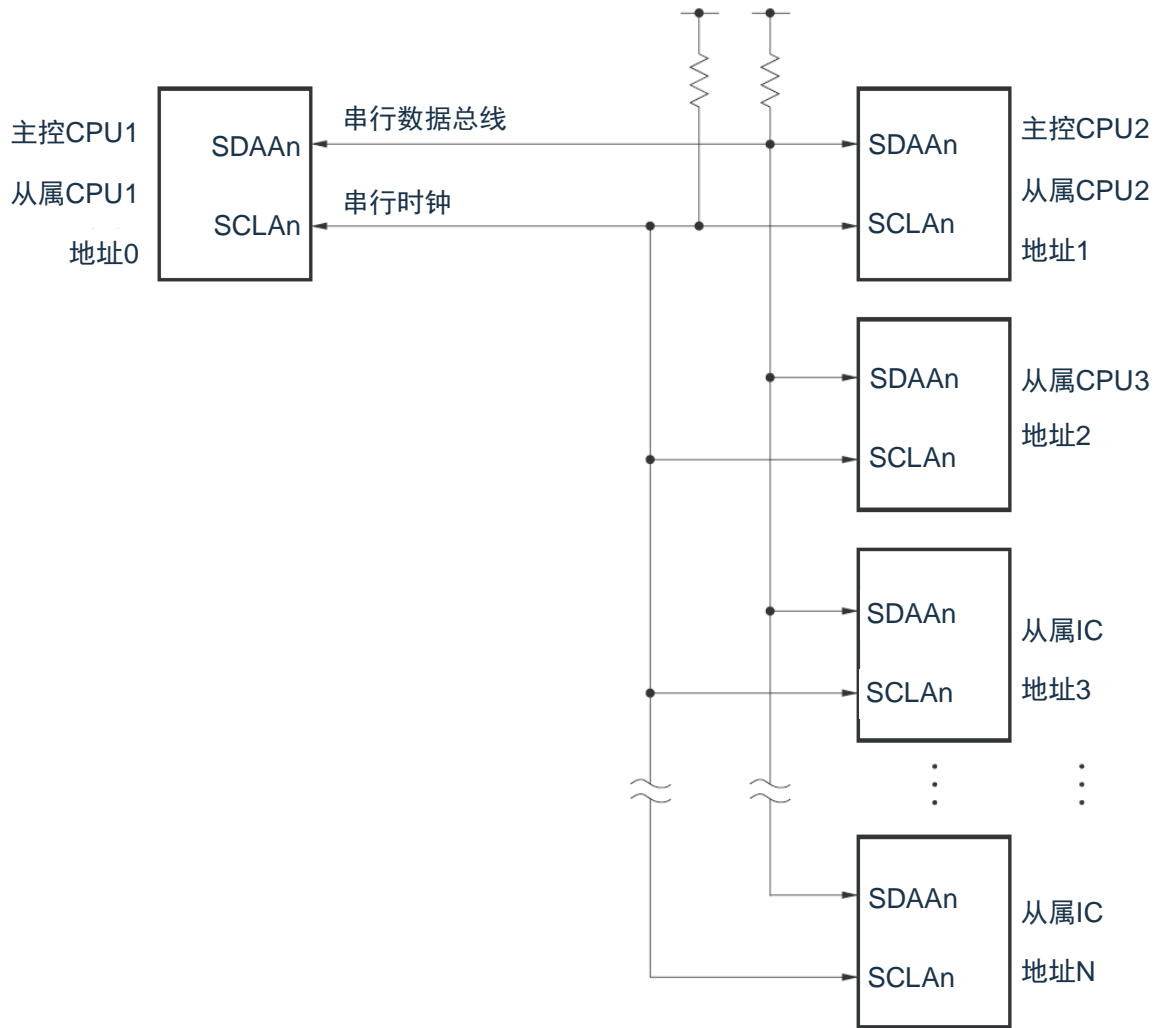 主控CPU1
从属CPU1
地址0
SDAAn
SCLAn
串行数据总线
串行时钟
SDAAn
SCLAn
主控CPU2
从属CPU2
地址1
SDAAn
SCLAn
从属CPU3
地址2
SDAAn
SCLAn
从属IC
地址3
SDAAn
SCLAn
从属IC
地址N